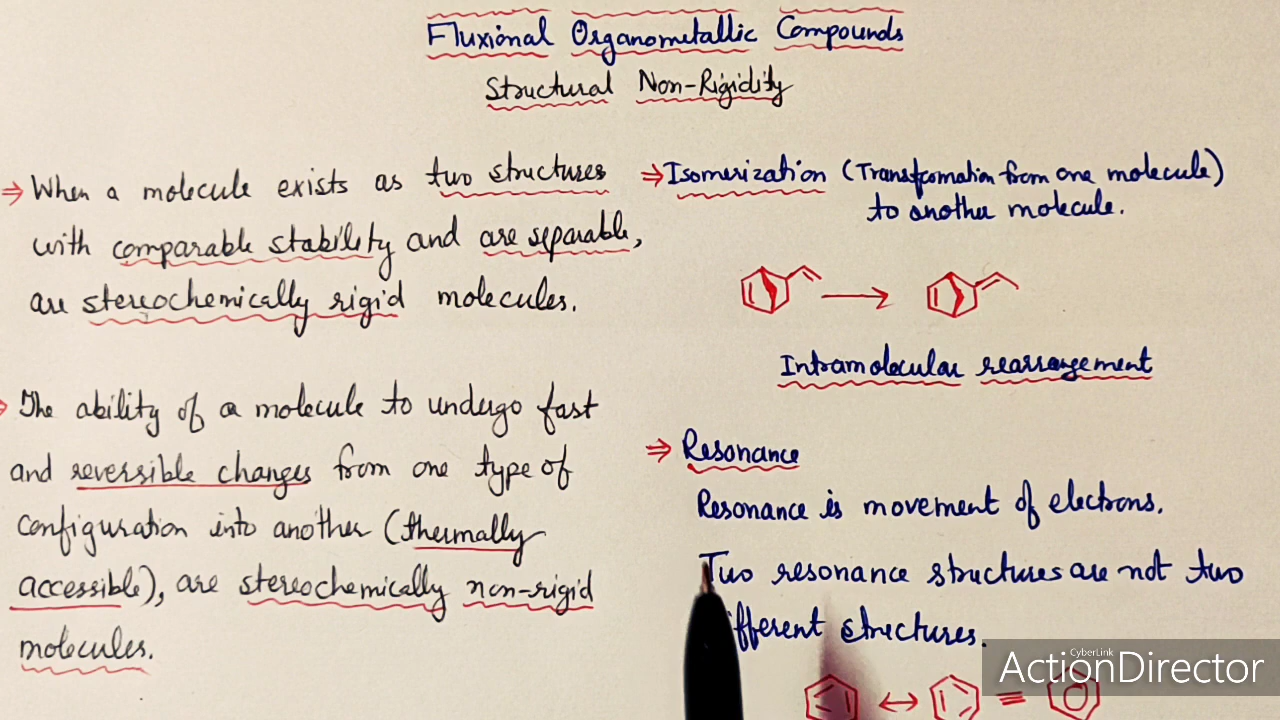 Fluxional Organometallic Compounds
Structural Non-Rigidity
⇒ When a molecule exists as two structures
with comparable stability and are separable,
are stereochemically rigid molecules.
The ability of a molecule to undergo fast
and reversible changes from one type of
configuration into another (thermally
accessible), are stereochemically non-rigid
molecules.
⇒ Isomerization (Transformation from one molecule)
to another molecule.
Intramolecular rearrangement
⇒ Resonance
Resonance is movement of electrons.
Two resonance structures are not two
structures.
CyberLink
ActionDirector